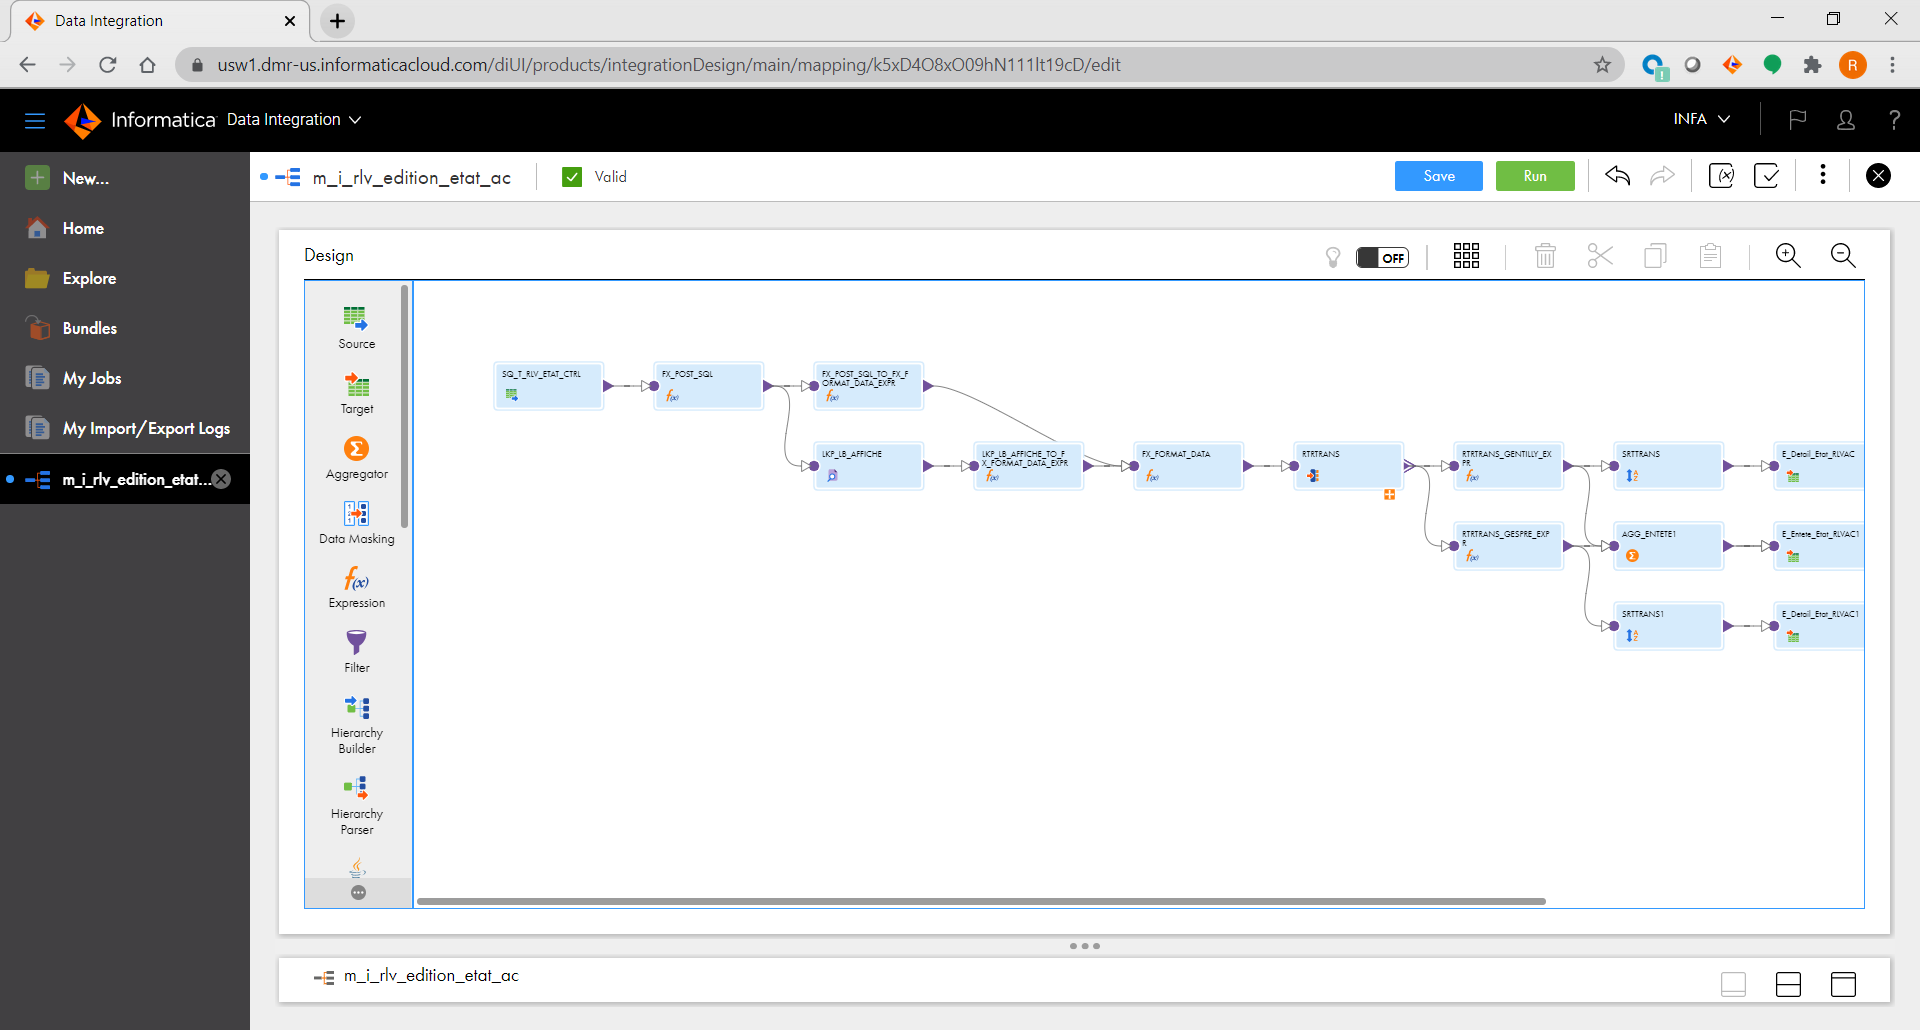 Data Integration
usw1.dmr-us.informaticacloud.com/diUI/products/integrationDesign/main/mapping/k5xD4O8xO09hN111lt19cD/edit
R
Informatica Data Integration
INFA
New...
Home
Explore
Bundles
My Jobs
My Import/Export Logs
m_i_rlv_edition_etat...
m_i_rlv_edition_etat_ac
Valid
Save
Run
Design
OFF
Source
Target
Aggregator
Data Masking
Expression
Filter
Hierarchy
Builder
Hierarchy
Parser
SQ_T_RLV_ETAT_CTRL
FX_POST_SQL
FX_POST_SQL_TO_FX_F
ORMAT_DATA_EXPR
LKP_LB_AFFICHE
LKP_LB_AFFICHE_TO_F
X_FORMAT_DATA_EXPR
FX_FORMAT_DATA
RTRTRANS
RTRTRANS_GENTILLY_EX
PR
SRTTRANS
E_Detail_Etat_RLVAC
RTRTRANS_GESPRE_EXP
R
AGG_ENTETE1
E_Entete_Etat_RLVAC1
SRTTRANS1
E_Detail_Etat_RLVAC1
m_i_rlv_edition_etat_ac